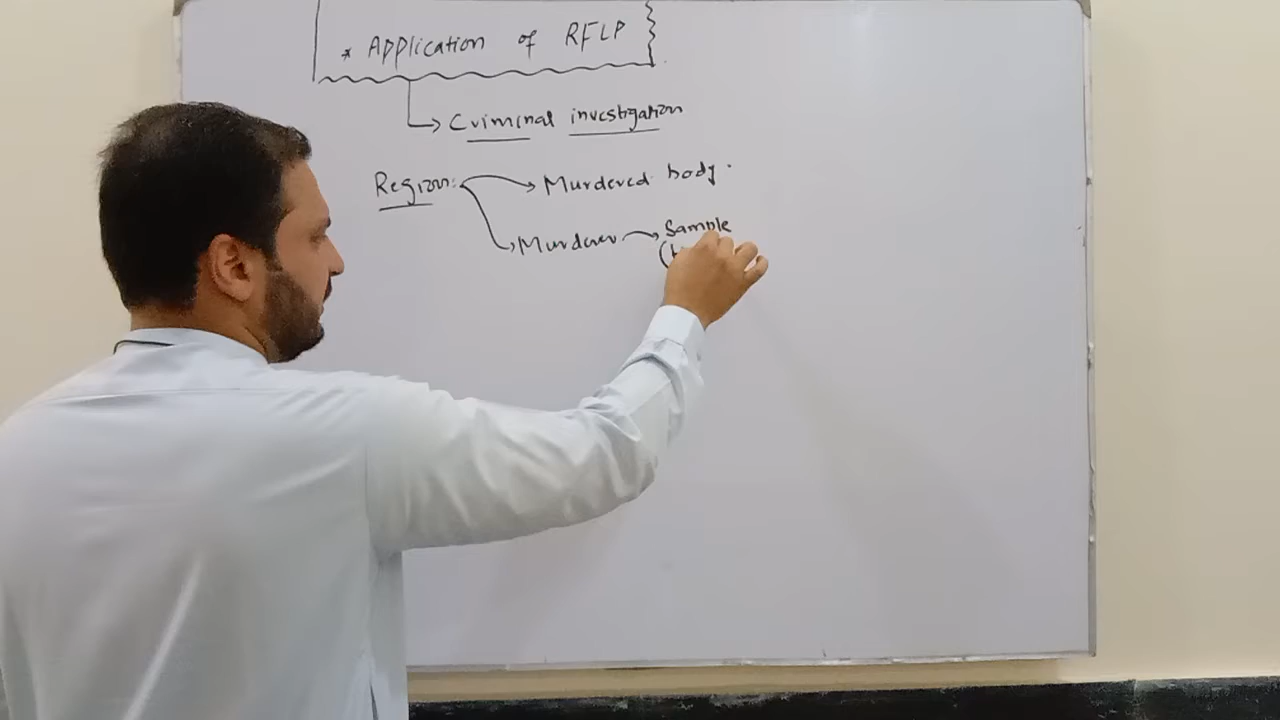 * Application of RFLP
Criminal investigation
Region: Murdered body.
Murderer Sample